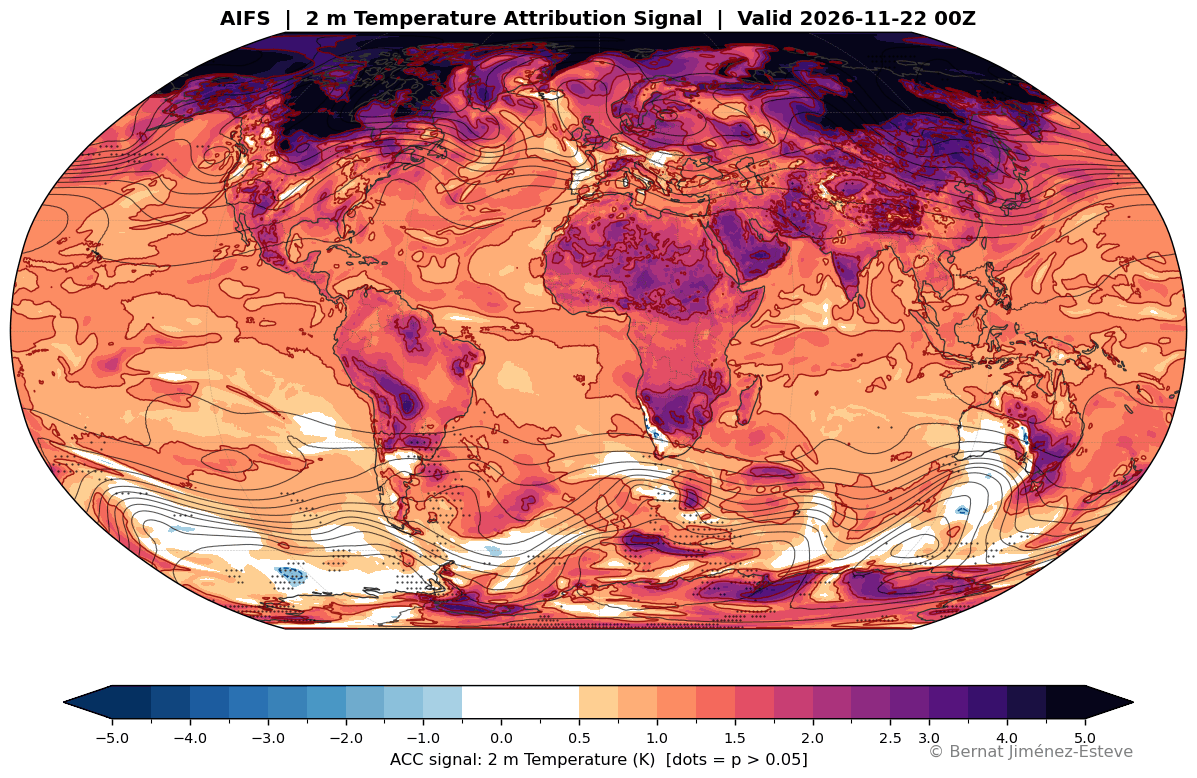 AIFS | 2 m Temperature Attribution Signal | Valid 2026-11-22 00Z
−5.0 −4.0 −3.0 −2.0 −1.0 0.0 0.5 1.0 1.5 2.0 2.5 3.0 4.0 5.0
© Bernat Jiménez-Esteve
ACC signal: 2 m Temperature (K) [dots = p > 0.05]